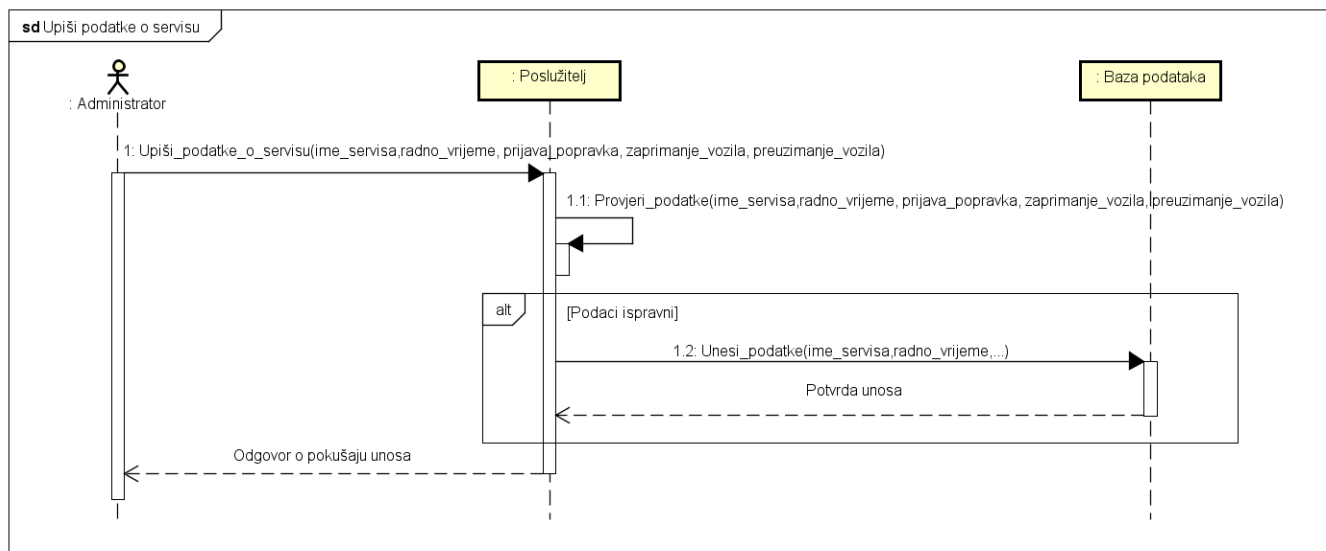 sd Upiši podatke o servisu
: Administrator
: Poslužitelj
: Baza podataka
1: Upiši_podatke_o_servisu(ime_servisa,radno_vrijeme, prijava_popravka, zaprimanje_vozila, preuzimanje_vozila)
1.1: Provjeri_podatke(ime_servisa,radno_vrijeme, prijava_popravka, zaprimanje_vozila, preuzimanje_vozila)
alt
[Podaci ispravni]
1.2: Unesi_podatke(ime_servisa,radno_vrijeme,...)
Potvrda unosa
Odgovor o pokušaju unosa